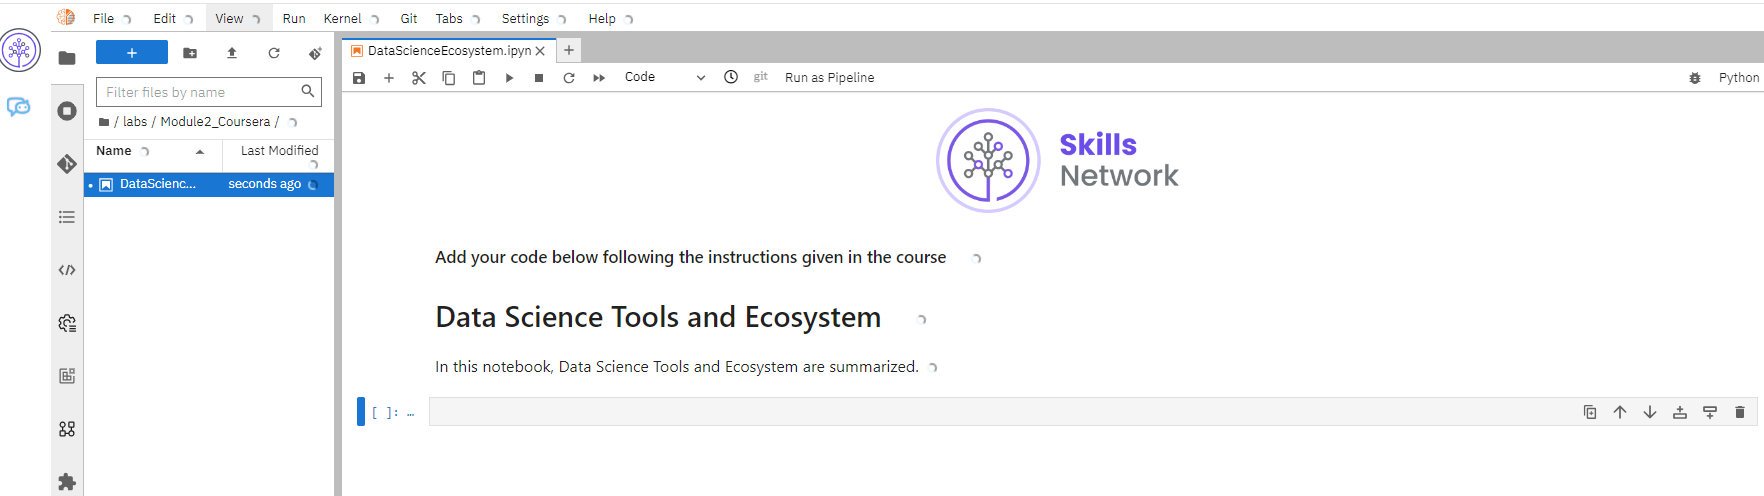 File Edit View Run Kernel Git Tabs Settings Help
+
Filter files by name
/ labs / Module2_Coursera /
Name Last Modified
DataScienc... seconds ago
DataScienceEcosystem.ipyn
Code git Run as Pipeline Python
Skills
Network
Add your code below following the instructions given in the course
Data Science Tools and Ecosystem
In this notebook, Data Science Tools and Ecosystem are summarized.
[ ]: …